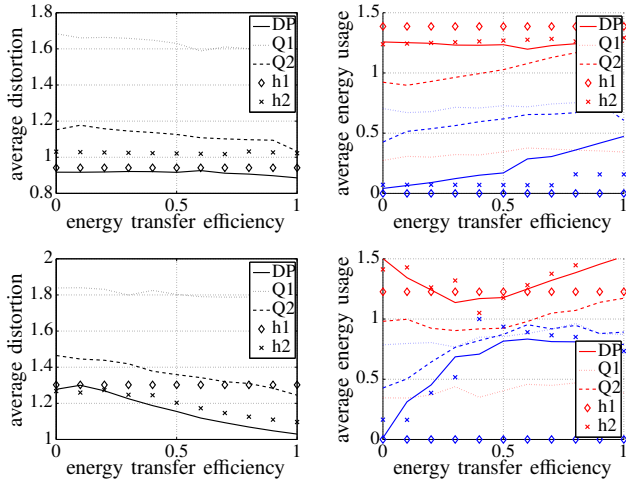 average distortion
1.8
1.6
1.4
1.2
1
0.8
0
0.5
1
energy transfer efficiency
DP
Q1
Q2
h1
h2
average energy usage
1.5
1
0.5
0
0
0.5
1
energy transfer efficiency
DP
Q1
Q2
h1
h2
average distortion
2
1.8
1.6
1.4
1.2
1
0
0.5
1
energy transfer efficiency
DP
Q1
Q2
h1
h2
average energy usage
1.5
1
0.5
0
0
0.5
1
energy transfer efficiency
DP
Q1
Q2
h1
h2